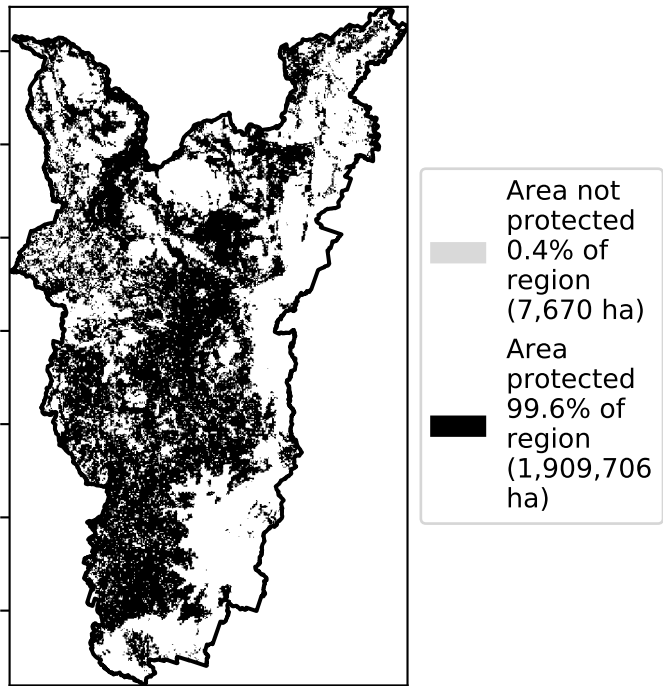 Area not
protected
0.4% of
region
(7,670 ha)
Area
protected
99.6% of
region
(1,909,706
ha)